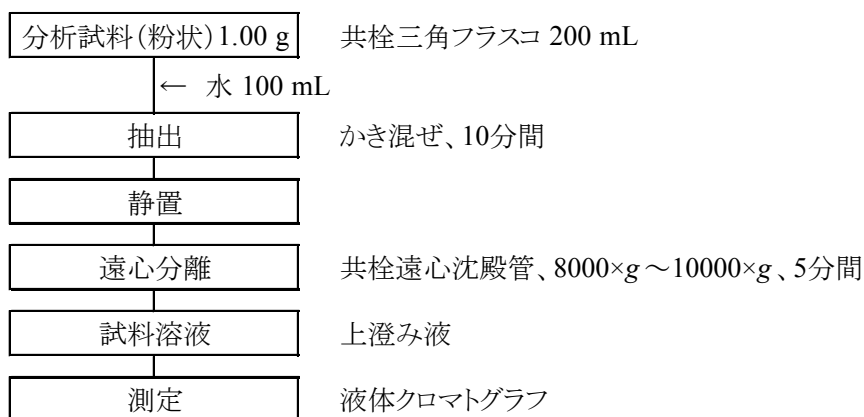 分析試料(粉状)1.00 g 共栓三角フラスコ 200 mL
← 水 100 mL
抽出 かき混ぜ、10分間
静置
遠心分離 共栓遠心沈殿管、8000×g～10000×g、5分間
試料溶液 上澄み液
測定 液体クロマトグラフ